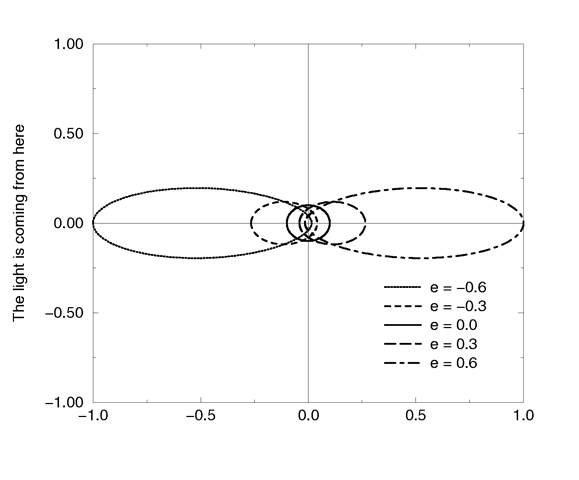 The light is coming from here
1.00
0.50
0.00
−0.50
−1.00
−1.0
−0.5
0.0
0.5
1.0
e = −0.6
e = −0.3
e = 0.0
e = 0.3
e = 0.6